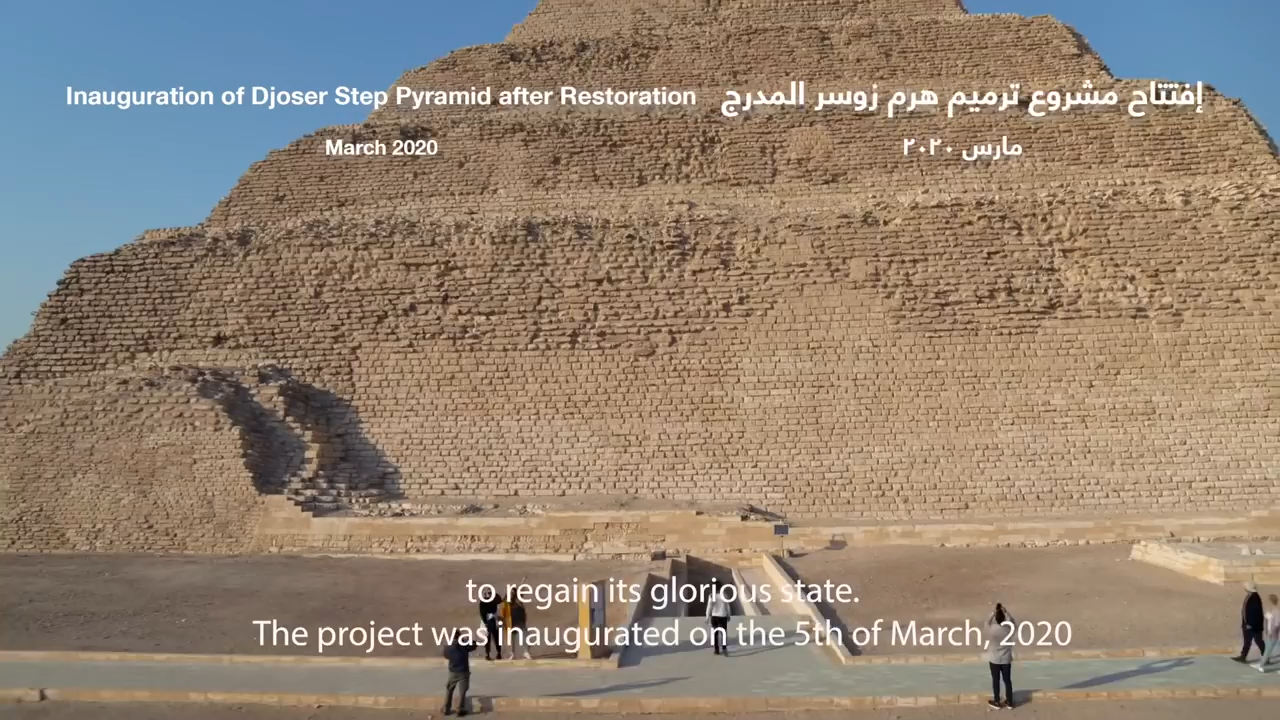 Inauguration of Djoser Step Pyramid after Restoration
إفتتاح مشروع ترميم هرم زوسر المدرج
March 2020
مارس ٢٠٢٠
to regain its glorious state.
The project was inaugurated on the 5th of March, 2020